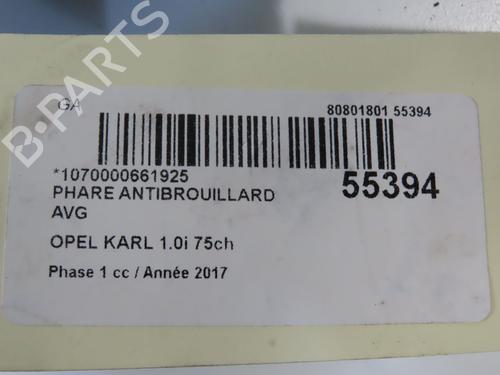 B-PARTS
GA
80801801 55394
*1070000661925
55394
PHARE ANTIBROUILLARD
AVG
OPEL KARL 1.0i 75ch
Phase 1 cc / Année 2017